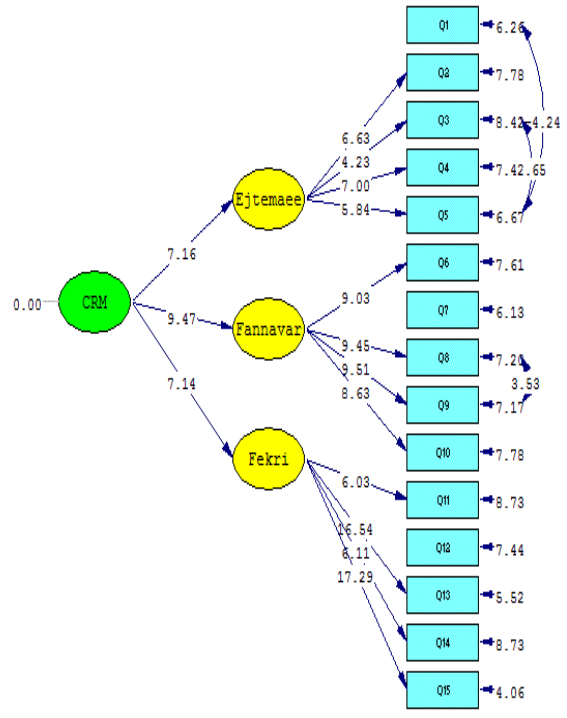 Q1 6.26
Q2 7.78
6.63
Q3 8.42 -4.24
4.23
Q4 7.42 2.65
7.00
Ejtemaee
5.84
Q5 6.67
7.16
Q6 7.61
9.03
0.00 CRM
Q7 6.13
9.47
Fannavar
9.45
Q8 7.20
9.51
3.53
8.63
Q9 7.17
7.14
Q10 7.78
Fekri
6.03
Q11 8.73
16.54
Q12 7.44
6.11
17.29
Q13 5.52
Q14 8.73
Q15 4.06